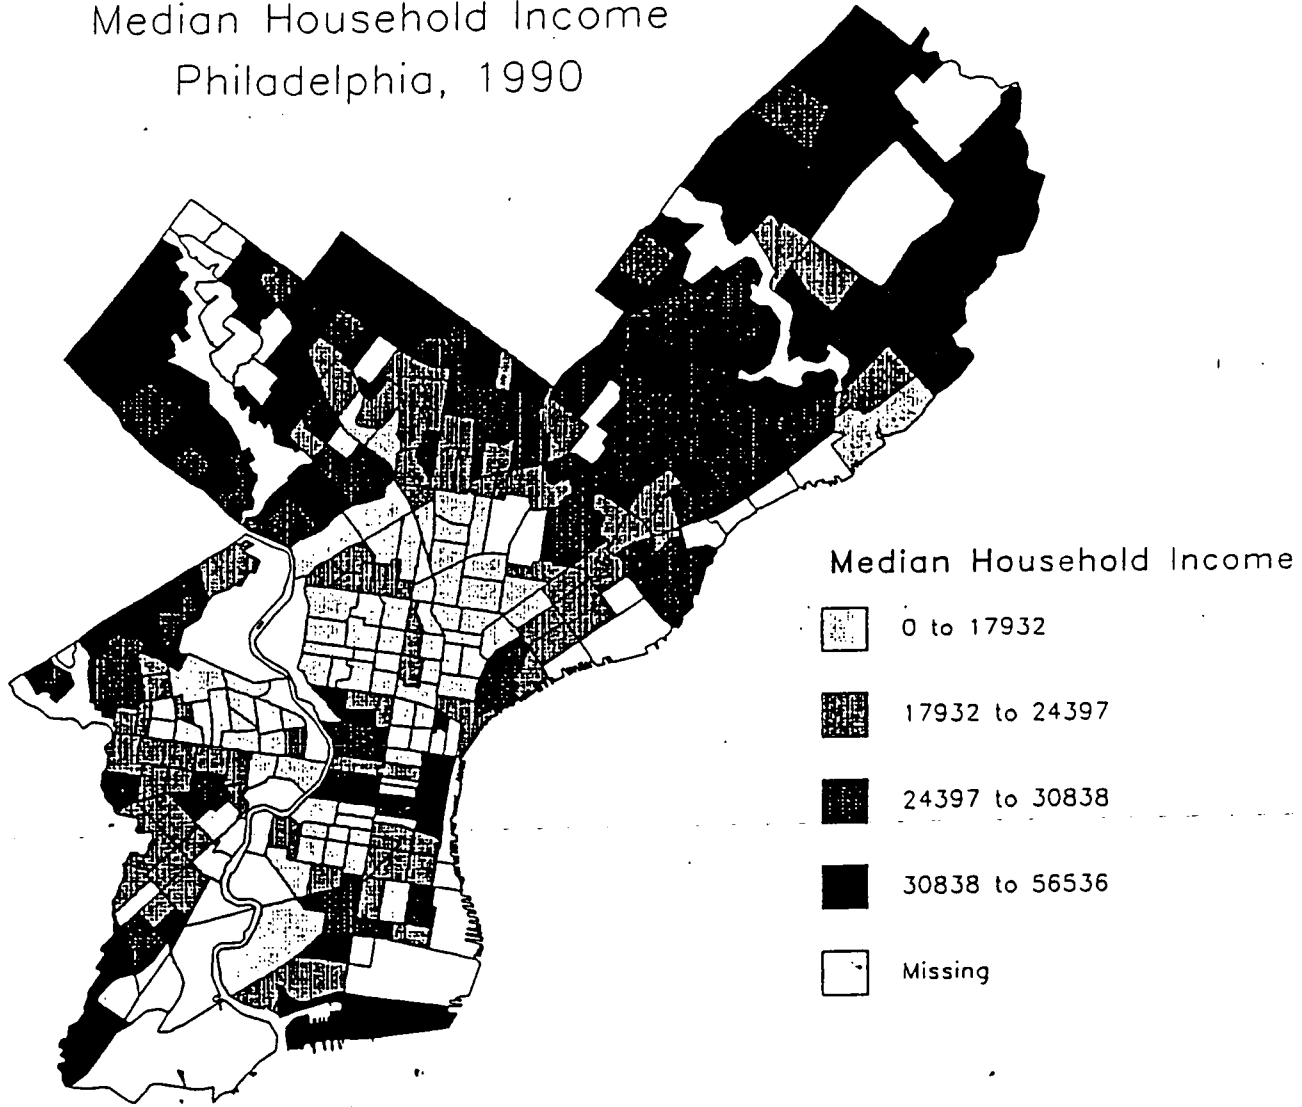 Median Household Income
Philadelphia, 1990
Median Household Income
0 to 17932
17932 to 24397
24397 to 30838
30838 to 56536
Missing